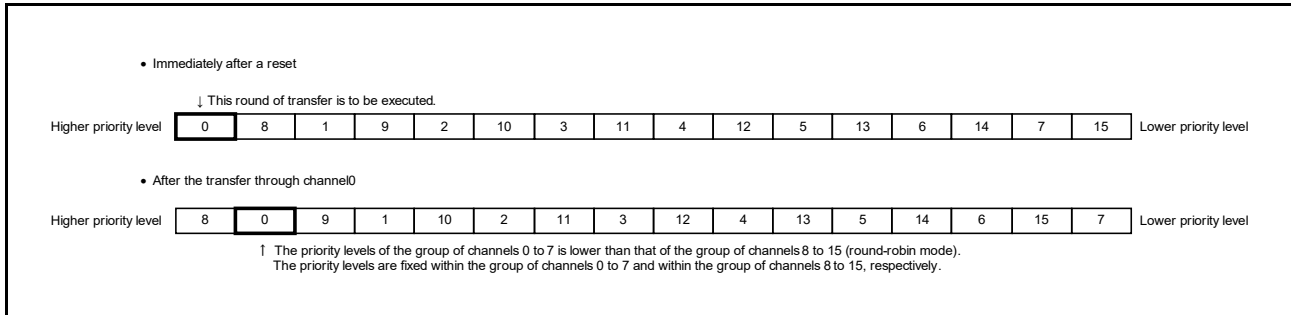 • Immediately after a reset
↓ This round of transfer is to be executed.
Higher priority level 0 8 1 9 2 10 3 11 4 12 5 13 6 14 7 15 Lower priority level
• After the transfer through channel0
Higher priority level 8 0 9 1 10 2 11 3 12 4 13 5 14 6 15 7 Lower priority level
↑ The priority levels of the group of channels 0 to 7 is lower than that of the group of channels 8 to 15 (round-robin mode).
The priority levels are fixed within the group of channels 0 to 7 and within the group of channels 8 to 15, respectively.